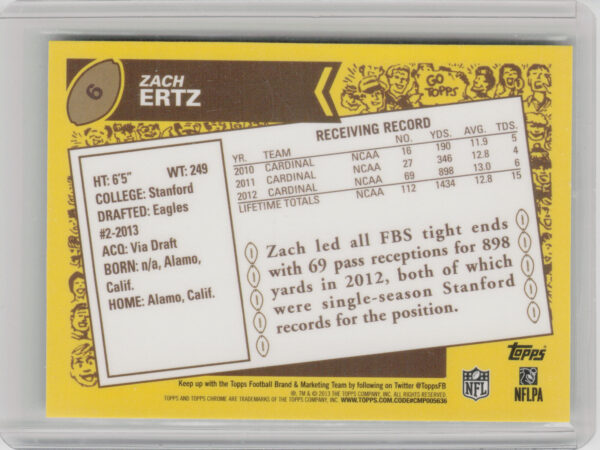 6
ZACH
ERTZ
GO
TOPPS
RECEIVING RECORD
YR. TEAM NO. YDS. AVG. TDS.
2010 CARDINAL NCAA 16 190 11.9 5
2011 CARDINAL NCAA 27 346 12.8 4
2012 CARDINAL NCAA 69 898 13.0 6
LIFETIME TOTALS 112 1434 12.8 15
HT: 6'5" WT: 249
COLLEGE: Stanford
DRAFTED: Eagles
#2-2013
ACQ: Via Draft
BORN: n/a, Alamo,
Calif.
HOME: Alamo, Calif.
Zach led all FBS tight ends
with 69 pass receptions for 898
yards in 2012, both of which
were single-season Stanford
records for the position.
Topps
Keep up with the Topps Football Brand & Marketing Team by following on Twitter @ToppsFB
®, TM & © 2013 THE TOPPS COMPANY, INC. ALL RIGHTS RESERVED.
TOPPS AND TOPPS CHROME ARE TRADEMARKS OF THE TOPPS COMPANY, INC. WWW.TOPPS.COM.CODE#CMP005636
NFL
NFLPA